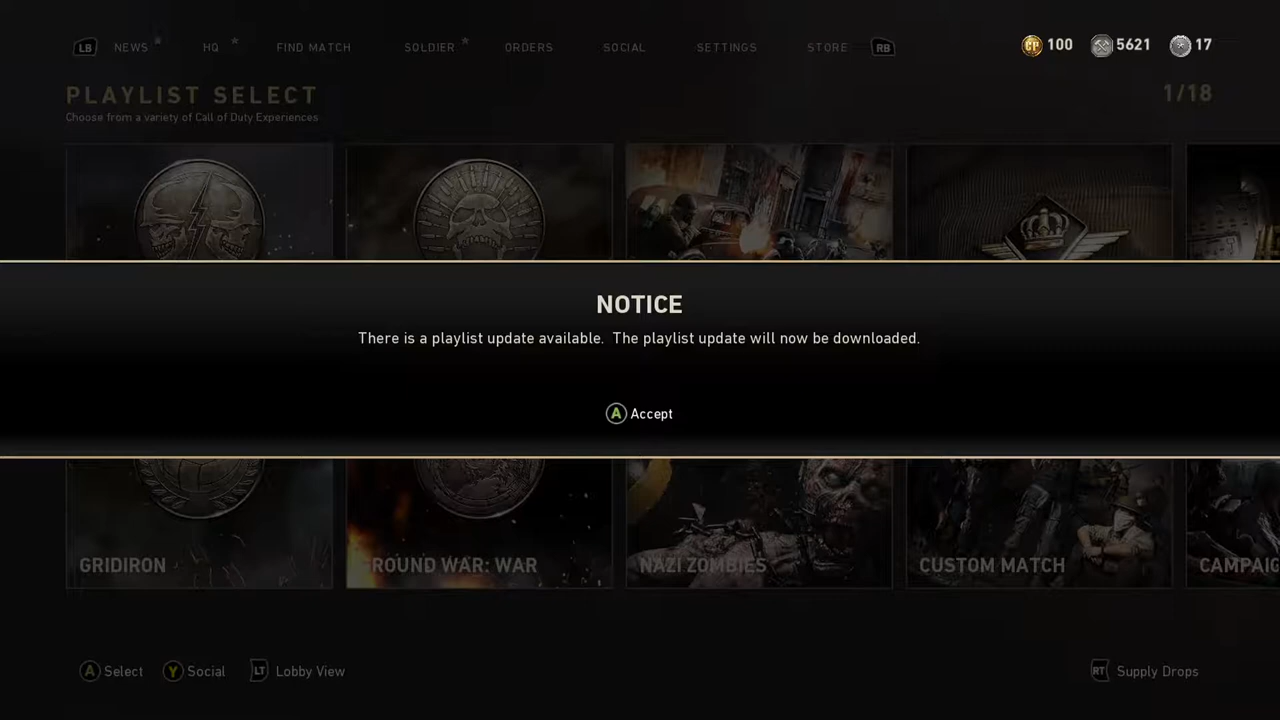 LB NEWS * HQ * FIND MATCH SOLDIER * ORDERS SOCIAL SETTINGS STORE RB CP 100 5621 17
PLAYLIST SELECT 1/18
Choose from a variety of Call of Duty Experiences
NOTICE
There is a playlist update available. The playlist update will now be downloaded.
A Accept
GRIDIRON ROUND WAR: WAR NAZI ZOMBIES CUSTOM MATCH CAMPAIG
A Select Y Social LT Lobby View RT Supply Drops